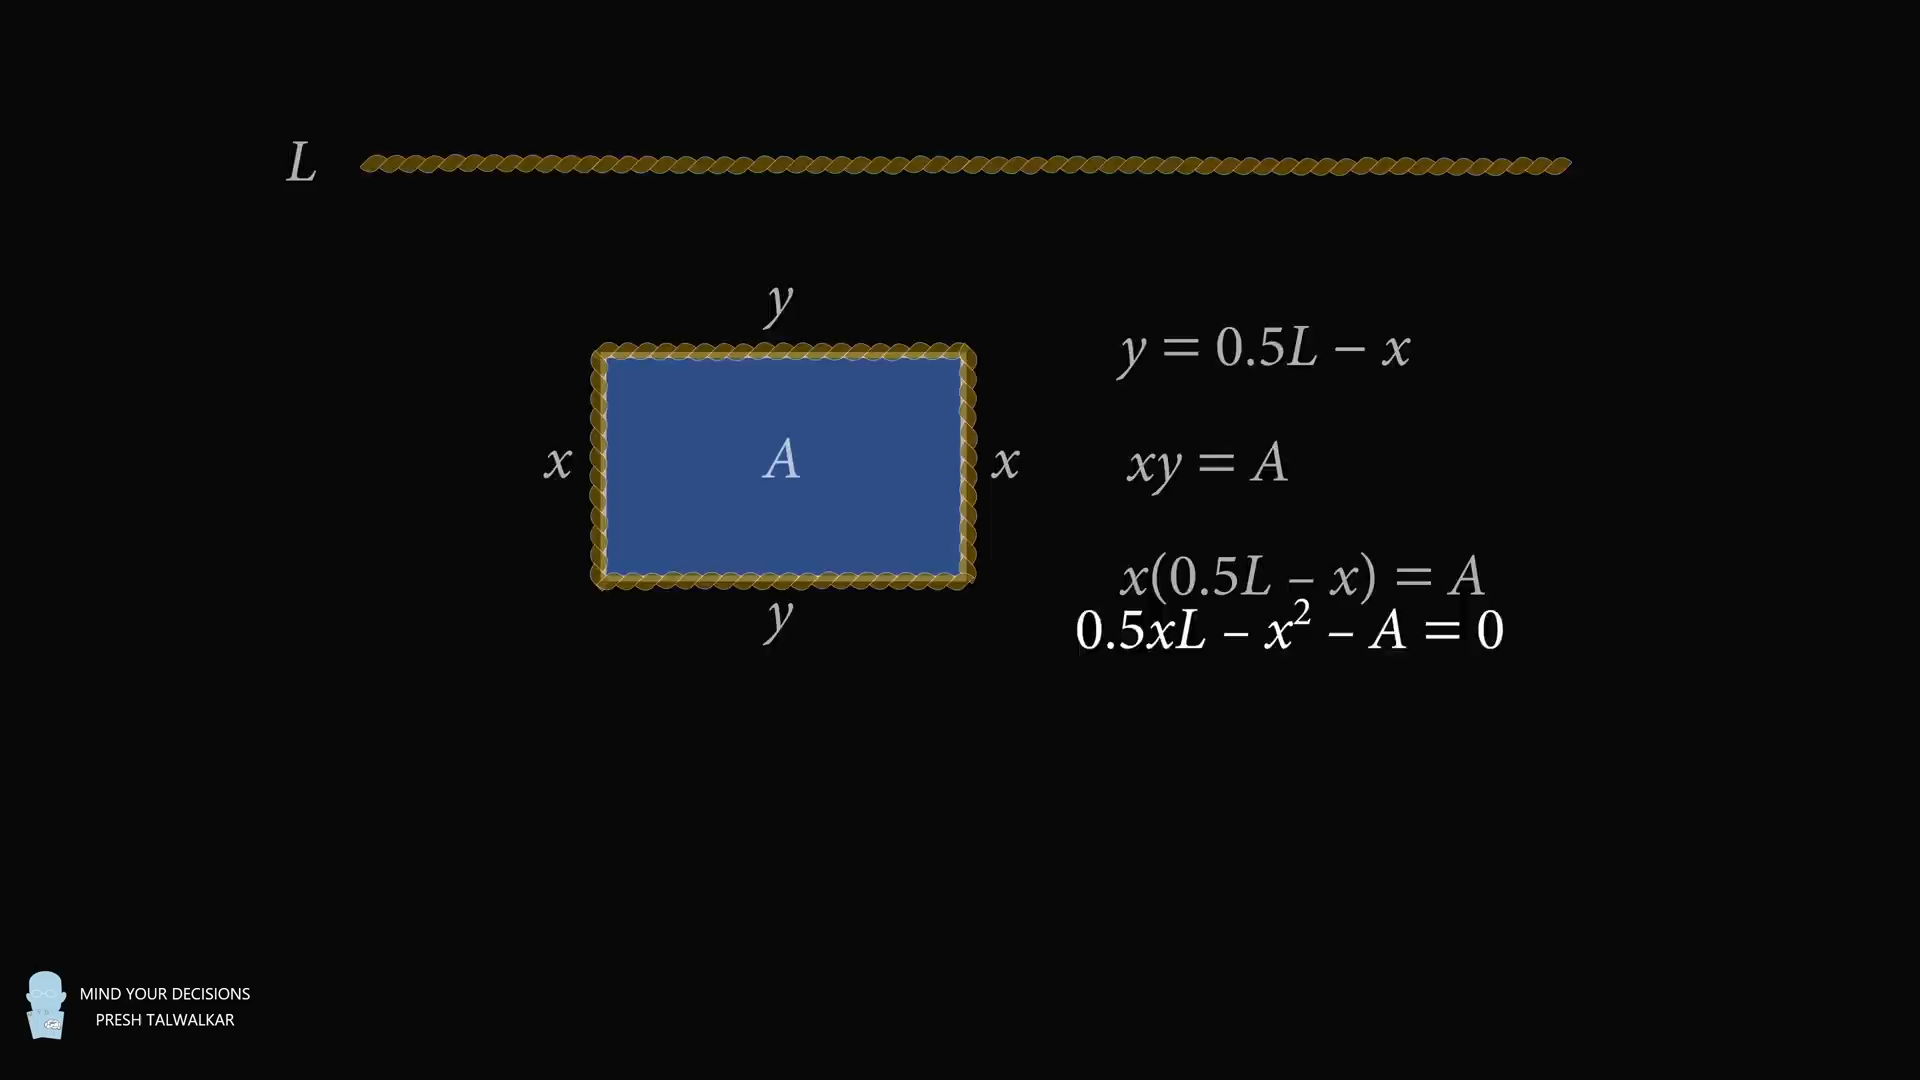 L
y
x
A
x
y
y = 0.5L – x
xy = A
x(0.5L – x) = A
0.5xL – x² – A = 0
MIND YOUR DECISIONS
PRESH TALWALKAR